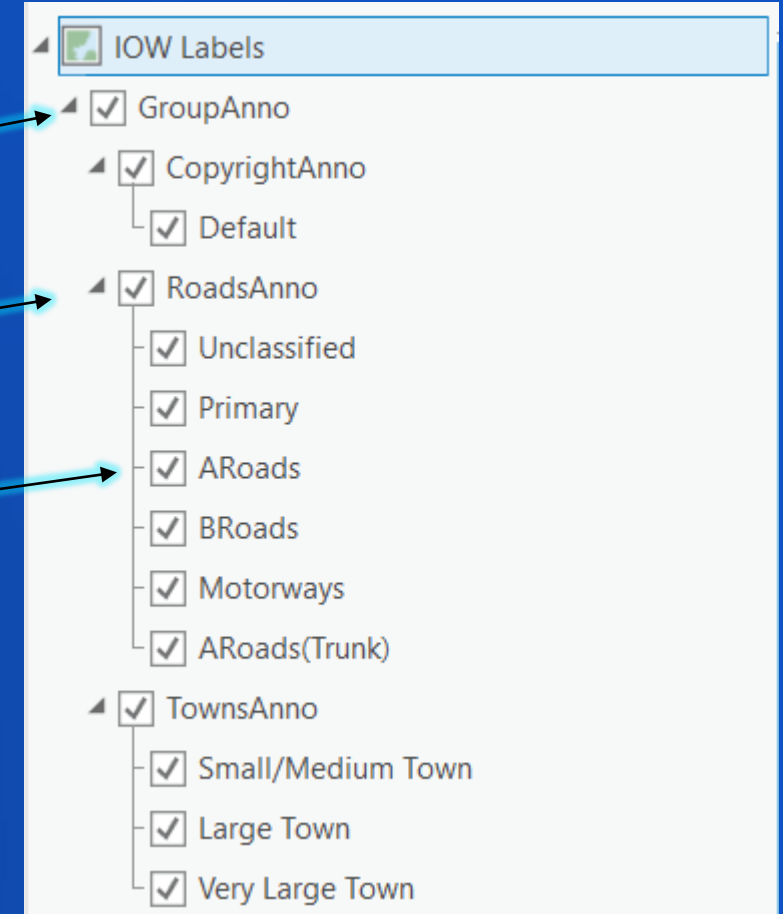 IOW Labels
GroupAnno
CopyrightAnno
Default
RoadsAnno
Unclassified
Primary
ARoads
BRoads
Motorways
ARoads(Trunk)
TownsAnno
Small/Medium Town
Large Town
Very Large Town